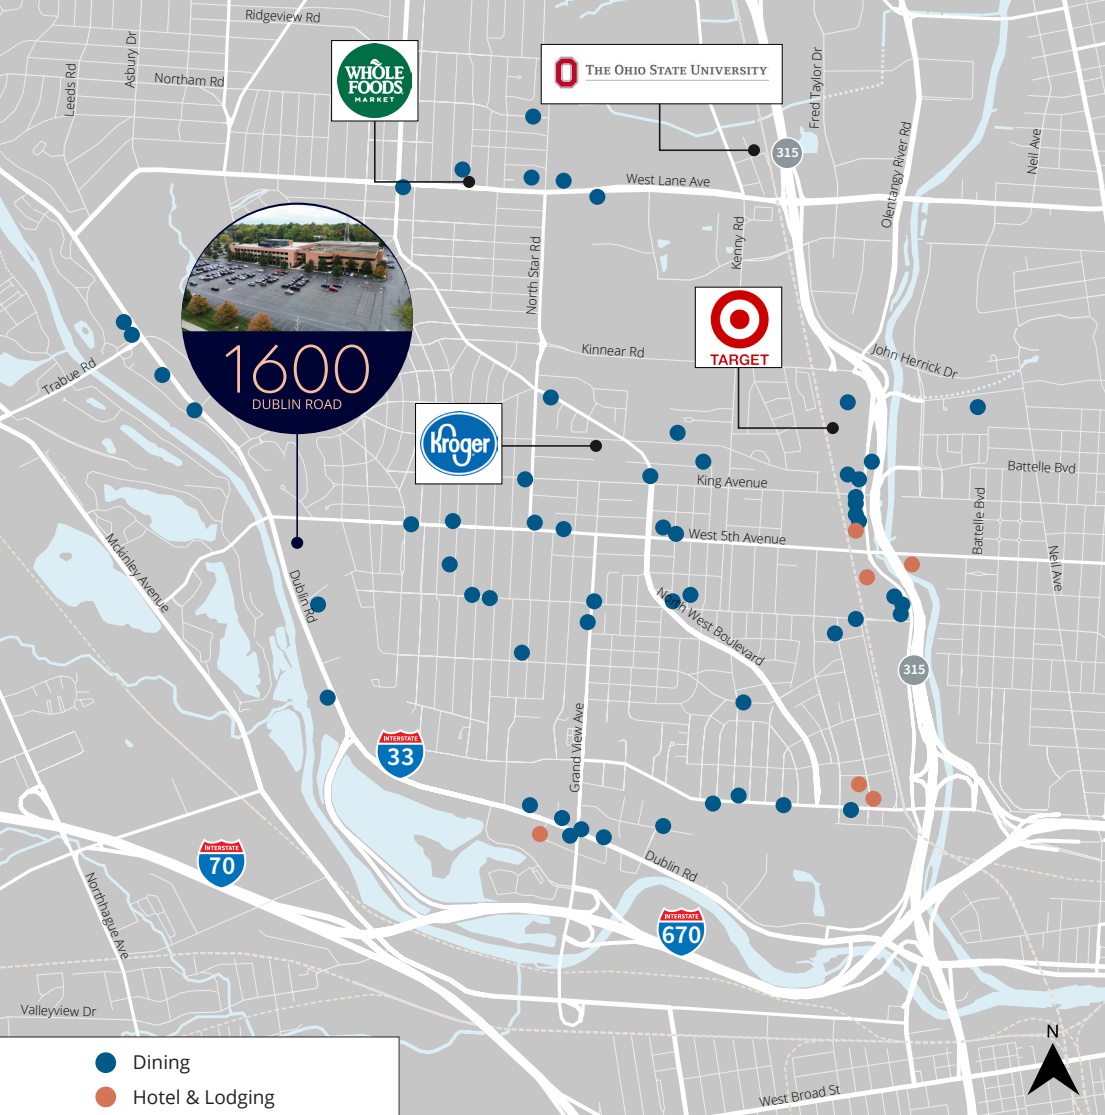 Ridgeview Rd
Asbury Dr
Leeds Rd
Northam Rd
WHOLE
FOODS
MARKET
THE OHIO STATE UNIVERSITY
Fred Taylor Dr
315
Olentangy River Rd
Neil Ave
West Lane Ave
Kenny Rd
North Star Rd
TARGET
Kinnear Rd
John Herrick Dr
Trabue Rd
1600
DUBLIN ROAD
Kroger
King Avenue
Battelle Bvd
Battelle Bvd
West 5th Avenue
Neil Ave
Mckinley Avenue
Dublin Rd
North West Boulevard
315
Grand View Ave
INTERSTATE
33
INTERSTATE
70
Dublin Rd
Northhague Ave
INTERSTATE
670
Valleyview Dr
N
West Broad St
Dining
Hotel & Lodging